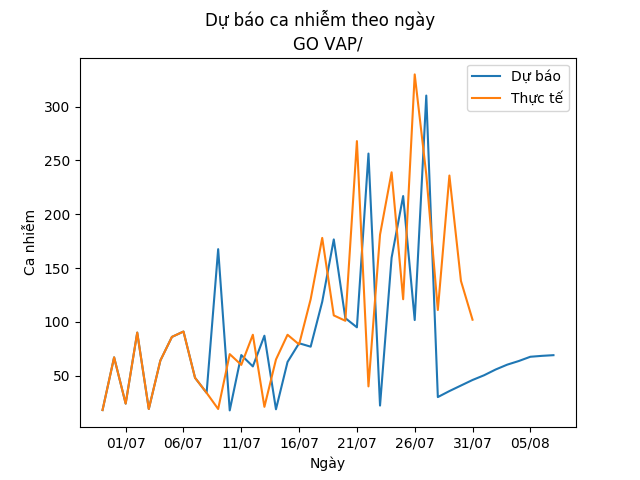 Dự báo ca nhiễm theo ngày
GO VAP/
Dự báo
Thực tế
Ca nhiễm
300
250
200
150
100
50
01/07 06/07 11/07 16/07 21/07 26/07 31/07 05/08
Ngày